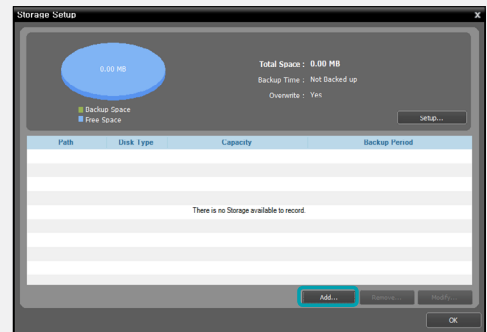 Storage Setup x
0.00 MB
Total Space : 0.00 MB
Backup Time : Not Backed up
Overwrite : Yes
Backup Space
Free Space
Setup...
Path Disk Type Capacity Backup Period
There is no Storage available to record.
Add... Remove... Modify...
OK